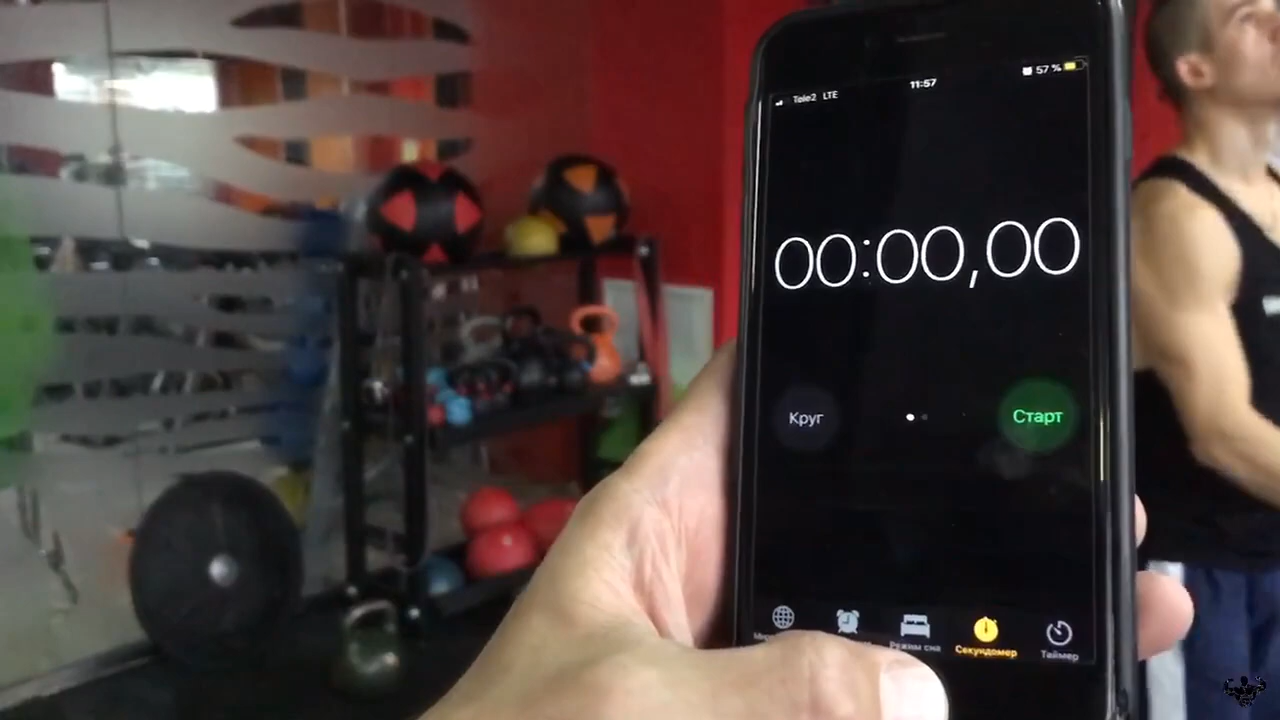 Tele2 LTE
11:57
57 %
00:00,00
Круг
Старт
Режим сна
Секундомер
Таймер